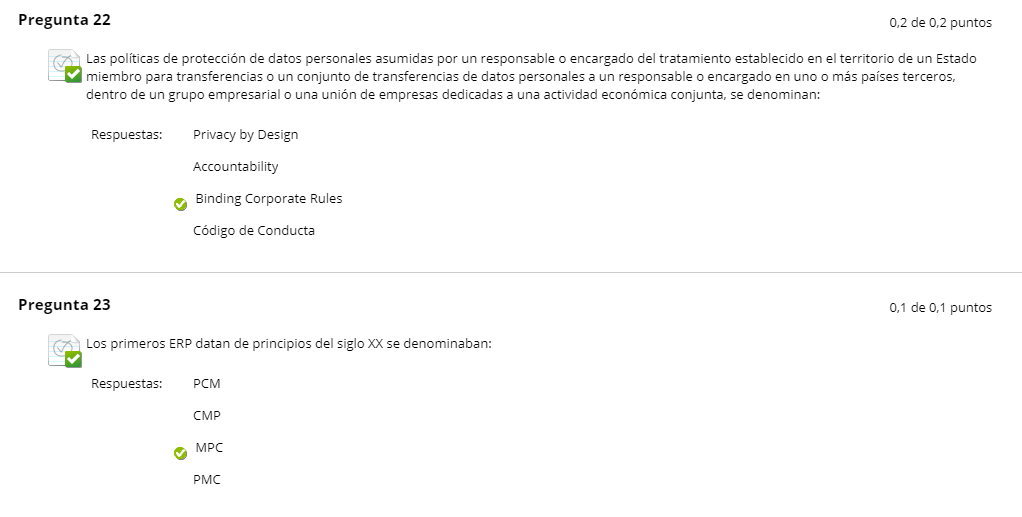 Pregunta 22
0,2 de 0,2 puntos
Las políticas de protección de datos personales asumidas por un responsable o encargado del tratamiento establecido en el territorio de un Estado
miembro para transferencias o un conjunto de transferencias de datos personales a un responsable o encargado en uno o más países terceros,
dentro de un grupo empresarial o una unión de empresas dedicadas a una actividad económica conjunta, se denominan:
Respuestas: Privacy by Design
Accountability
Binding Corporate Rules
Código de Conducta
Pregunta 23
0,1 de 0,1 puntos
Los primeros ERP datan de principios del siglo XX se denominaban:
Respuestas: PCM
CMP
MPC
PMC